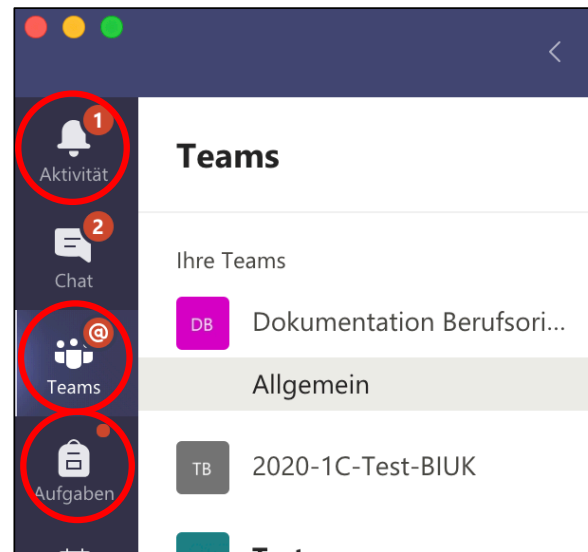 1
Aktivität
Teams
2
Chat
Ihre Teams
DB Dokumentation Berufsori...
@
Teams
Allgemein
TB 2020-1C-Test-BIUK
Aufgaben